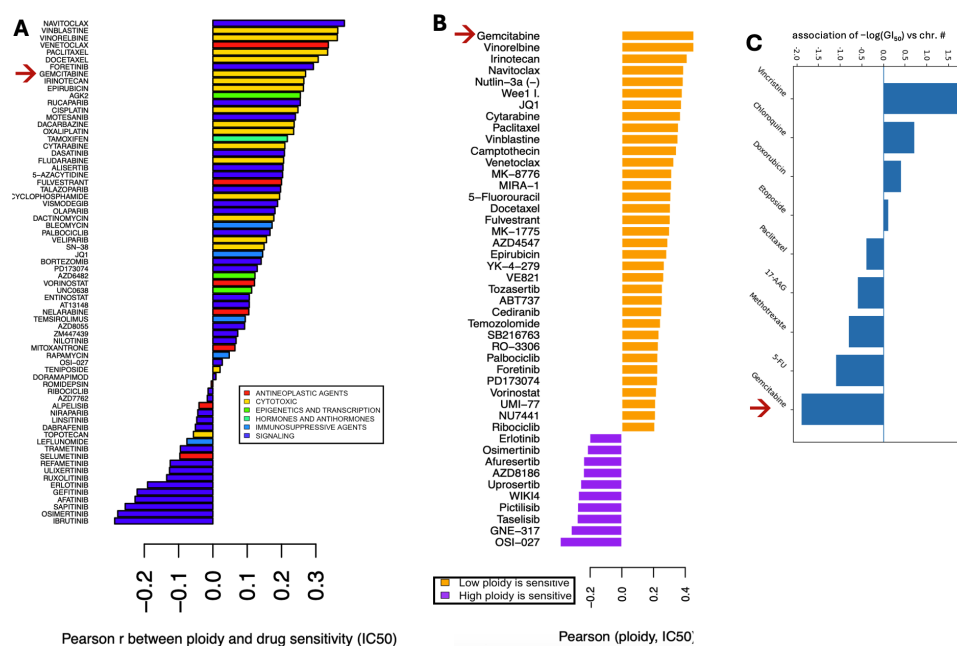 A
NAVITOCLAX
VINBLASTINE
VINORELBINE
VENETOCLAX
PACLITAXEL
DOCETAXEL
FORETINIB
GEMCITABINE
IRINOTECAN
EPIRUBICIN
AGK2
RUCAPARIB
CISPLATIN
MOTESANIB
DACARBAZINE
OXALIPLATIN
TAMOXIFEN
CYTARABINE
DASATINIB
FLUDARABINE
ALISERTIB
5-AZACYTIDINE
FULVESTRANT
TALAZOPARIB
CYCLOPHOSPHAMIDE
VISMODEGIB
OLAPARIB
DACTINOMYCIN
BLEOMYCIN
PALBOCICLIB
VELIPARIB
SN-38
JQ1
BORTEZOMIB
PD173074
AZD6482
VORINOSTAT
UNC0638
ENTINOSTAT
AT13148
NELARABINE
TEMSIROLIMUS
AZD8055
ZM447439
NILOTINIB
MITOXANTRONE
RAPAMYCIN
OSI-027
TENIPOSIDE
DORAMAPIMOD
ROMIDEPSIN
RIBOCICLIB
AZD7762
ALPELISIB
NIRAPARIB
LINSITINIB
DABRAFENIB
TOPOTECAN
LEFLUNOMIDE
TRAMETINIB
SELUMETINIB
REFAMETINIB
ULIXERTINIB
RUXOLITINIB
ERLOTINIB
GEFITINIB
AFATINIB
SAPITINIB
OSIMERTINIB
IBRUTINIB
ANTINEOPLASTIC AGENTS
CYTOTOXIC
EPIGENETICS AND TRANSCRIPTION
HORMONES AND ANTIHORMONES
IMMUNOSUPPRESSIVE AGENTS
SIGNALING
−0.2
−0.1
0.0
0.1
0.2
0.3
Pearson r between ploidy and drug sensitivity (IC50)
B
Gemcitabine
Vinorelbine
Irinotecan
Navitoclax
Nutlin-3a (-)
Wee1 I.
JQ1
Cytarabine
Paclitaxel
Vinblastine
Camptothecin
Venetoclax
MK-8776
MIRA-1
5-Fluorouracil
Docetaxel
Fulvestrant
MK-1775
AZD4547
Epirubicin
YK-4-279
VE821
Tozasertib
ABT737
Cediranib
Temozolomide
SB216763
RO-3306
Palbociclib
Foretinib
PD173074
Vorinostat
UMI-77
NU7441
Ribociclib
Erlotinib
Osimertinib
Afuresertib
AZD8186
Uprosertib
WIKI4
Pictilisib
Taselisib
GNE-317
OSI-027
Low ploidy is sensitive
High ploidy is sensitive
−0.2
0.0
0.2
0.4
Pearson (ploidy, IC50)
C
association of −log(GI50) vs chr. #
-2.0
-1.5
-1.0
-0.5
0.0
0.5
1.0
1.5
Vincristine
Chloroquine
Doxorubicin
Etoposide
Paclitaxel
17-AAG
Methotrexate
5-FU
Gemcitabine